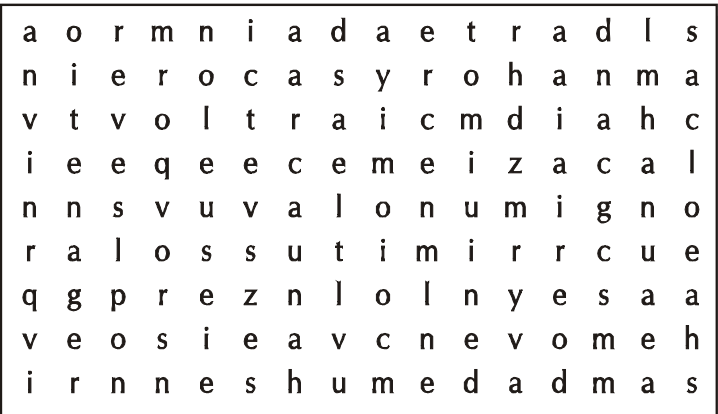 a o r m n i a d a e t r a d l s
n i e r o c a s y r o h a n m a
v t v o l t r a i c m d i a h c
i e e q e e c e m e i z a c a l
n n s v u v a l o n u m i g n o
r a l o s s u t i m i r r c u e
q g p r e z n l o l n y e s a a
v e o s i e a v c n e v o m e h
i r n n e s h u m e d a d m a s